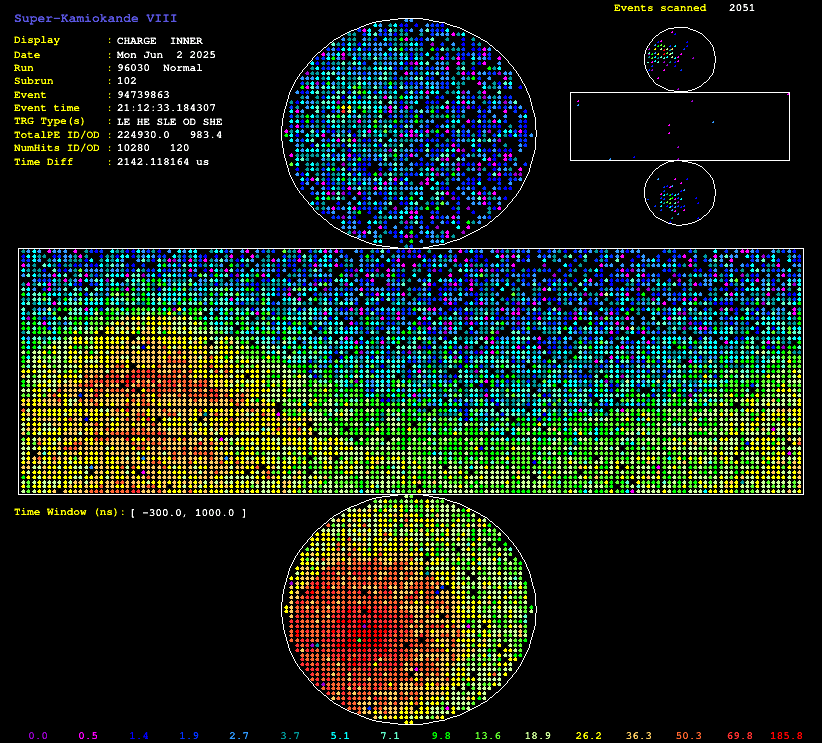 Super-Kamiokande VIII
Events scanned 2051
Display : CHARGE INNER
Date : Mon Jun 2 2025
Run : 96030 Normal
Subrun : 102
Event : 94739863
Event time : 21:12:33.184307
TRG Type(s) : LE HE SLE OD SHE
TotalPE ID/OD : 224930.0 983.4
NumHits ID/OD : 10280 120
Time Diff : 2142.118164 us
Time Window (ns): [ -300.0, 1000.0 ]
0.0 0.5 1.4 1.9 2.7 3.7 5.1 7.1 9.8 13.6 18.9 26.2 36.3 50.3 69.8 185.8